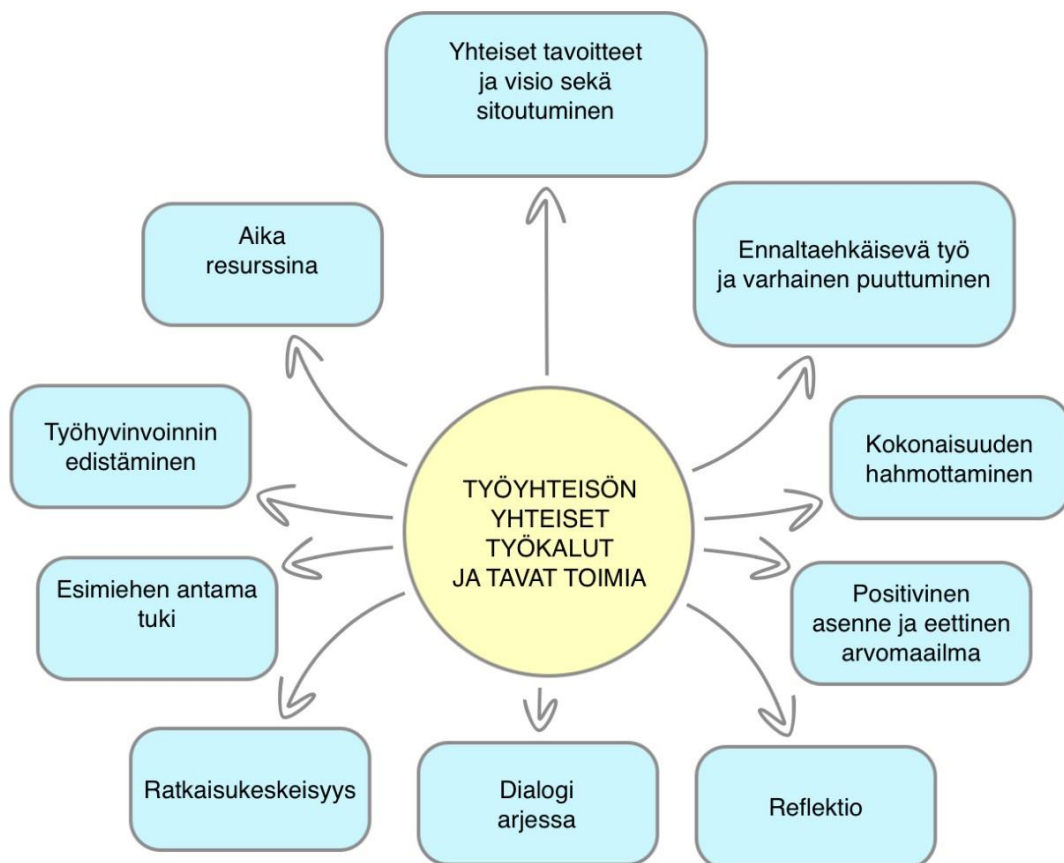 Yhteiset tavoitteet
ja visio sekä
sitoutuminen
Aika
resurssina
Ennaltaehkäisevä työ
ja varhainen puuttuminen
Työhyvinvoinnin
edistäminen
Kokonaisuuden
hahmottaminen
TYÖYHTEISÖN
YHTEISET
TYÖKALUT
JA TAVAT TOIMIA
Esimiehen antama
tuki
Positivinen
asenne ja eettinen
arvomaailma
Ratkaisukeskeisyys
Dialogi
arjessa
Reflektio